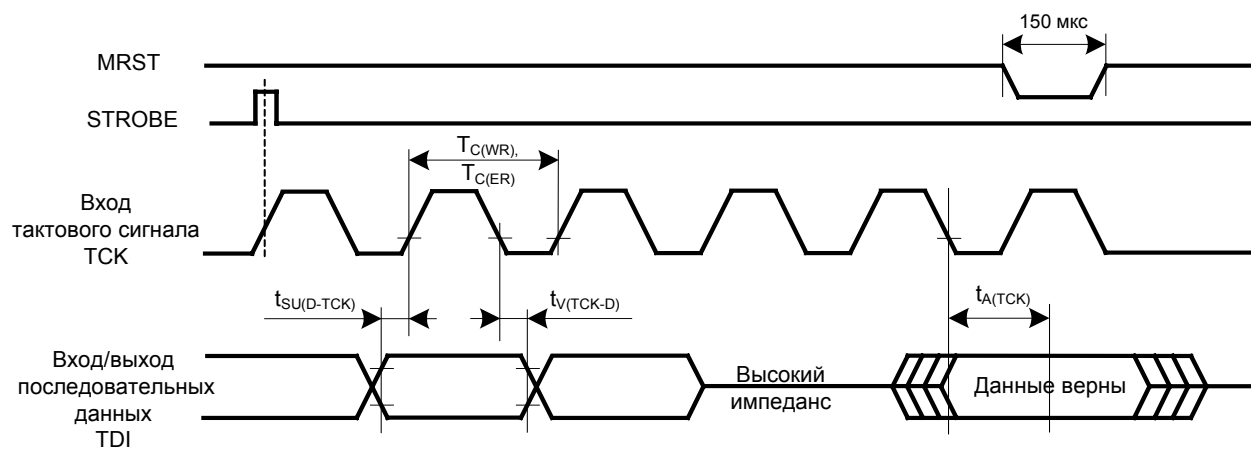 150 мкс
MRST
STROBE
TC(WR),
TC(ER)
Вход
тактового сигнала
TCK
tSU(D-TCK)
tV(TCK-D)
tA(TCK)
Вход/выход
последовательных
данных
TDI
Высокий
импеданс
Данные верны